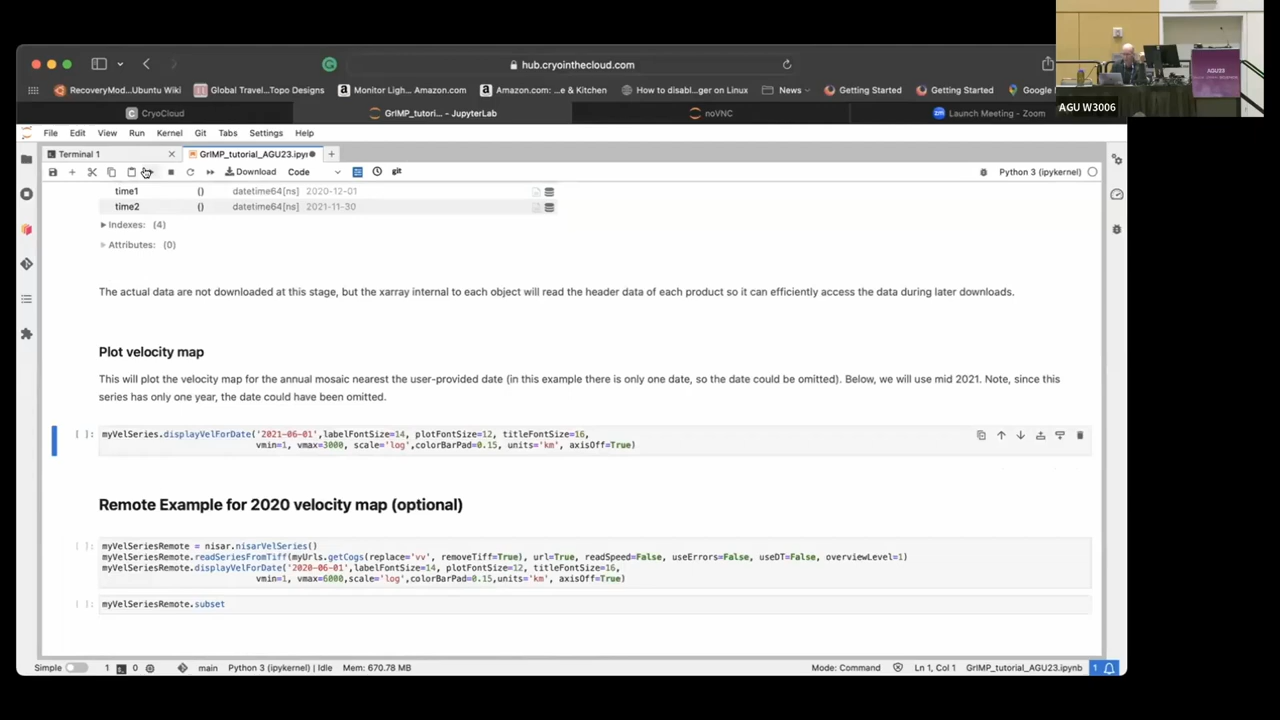 AGU23
AGU W3006
hub.cryointhecloud.com
RecoveryMod...Ubuntu Wiki
Global Travel...Topo Designs
Monitor Ligh... Amazon.com
Amazon.com: ...e & Kitchen
How to disabl...ger on Linux
News
Getting Started
Getting Started
Google
CryoCloud
GrIMP_tutori... - JupyterLab
noVNC
Launch Meeting - Zoom
File Edit View Run Kernel Git Tabs Settings Help
Terminal 1
GrIMP_tutorial_AGU23.ipyn
Download
Code
git
Python 3 (ipykernel)
time1 () datetime64[ns] 2020-12-01
time2 () datetime64[ns] 2021-11-30
Indexes: (4)
Attributes: (0)
The actual data are not downloaded at this stage, but the xarray internal to each object will read the header data of each product so it can efficiently access the data during later downloads.
Plot velocity map
This will plot the velocity map for the annual mosaic nearest the user-provided date (in this example there is only one date, so the date could be omitted). Below, we will use mid 2021. Note, since this
series has only one year, the date could have been omitted.
[ ]: myVelSeries.displayVelForDate('2021-06-01',labelFontSize=14, plotFontSize=12, titleFontSize=16,
vmin=1, vmax=3000, scale='log',colorBarPad=0.15, units='km', axisOff=True)
Remote Example for 2020 velocity map (optional)
[ ]: myVelSeriesRemote = nisar.nisarVelSeries()
myVelSeriesRemote.readSeriesFromTiff(myUrls.getCogs(replace='vv', removeTiff=True), url=True, readSpeed=False, useErrors=False, useDT=False, overviewLevel=1)
myVelSeriesRemote.displayVelForDate('2020-06-01',labelFontSize=14, plotFontSize=12, titleFontSize=16,
vmin=1, vmax=6000,scale='log',colorBarPad=0.15,units='km', axisOff=True)
[ ]: myVelSeriesRemote.subset
Simple 1 0 main Python 3 (ipykernel) | Idle Mem: 670.78 MB Mode: Command Ln 1, Col 1 GrIMP_tutorial_AGU23.ipynb 1